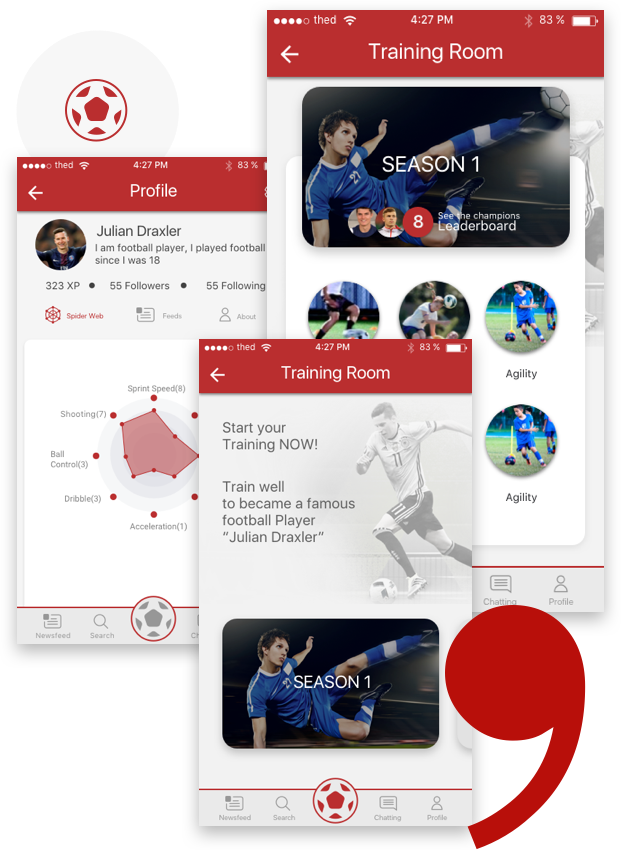 thed
4:27 PM
83 %
Training Room
SEASON 1
8
See the champions
Leaderboard
Agility
Agility
Chatting
Profile
thed
4:27 PM
83 %
Profile
Julian Draxler
I am football player, I played football
since I was 18
323 XP
55 Followers
55 Following
Spider Web
Feeds
About
Sprint Speed(8)
Shooting(7)
Ball
Control(3)
Dribble(3)
Acceleration(1)
Newsfeed
Search
thed
4:27 PM
83 %
Training Room
Start your
Training NOW!
Train well
to became a famous
football Player
“Julian Draxler”
11
SEASON 1
Newsfeed
Search
Chatting
Profile